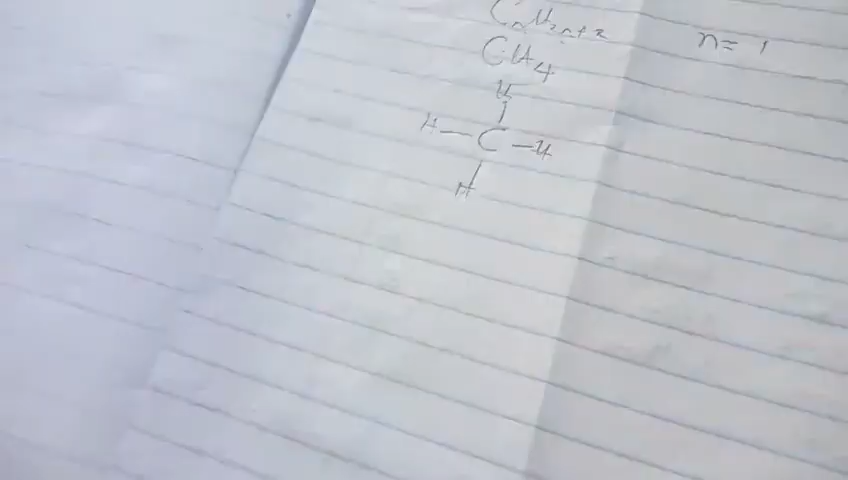 CnH2n+2 n= 1
CH4
H
H - C - H
H